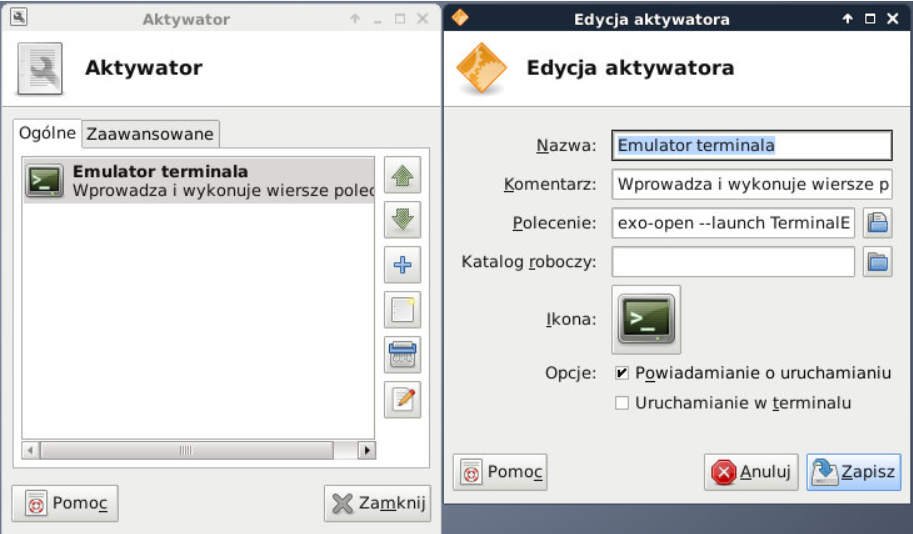 Aktywator
Aktywator
Ogólne Zaawansowane
Emulator terminala
Wprowadza i wykonuje wiersze polec
Pomoc
Zamknij
Edycja aktywatora
Edycja aktywatora
Nazwa: Emulator terminala
Komentarz: Wprowadza i wykonuje wiersze p
Polecenie: exo-open --launch TerminalE
Katalog roboczy:
Ikona: >_
Opcje: Powiadamianie o uruchamianiu
Uruchamianie w terminalu
Pomoc
Anuluj
Zapisz